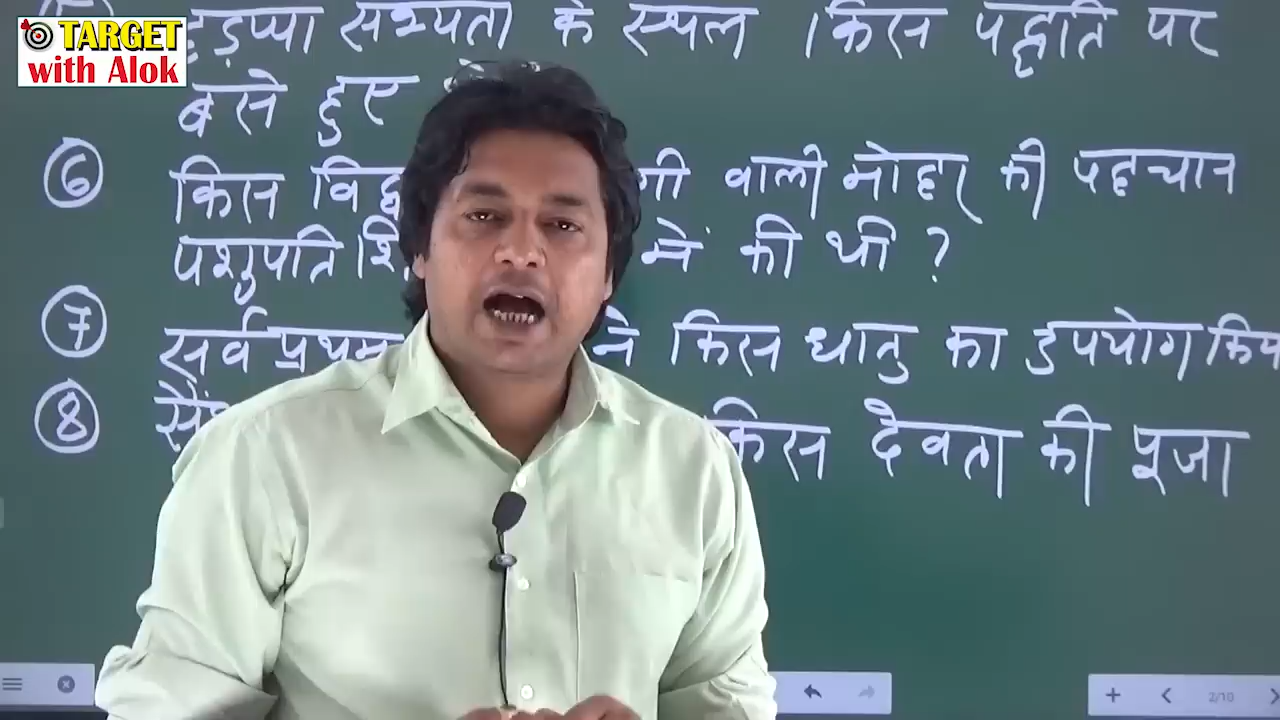 TARGET
with Alok
हड़प्पा सभ्यता के स्थल किस पद्धति पर
बसे हुए
6 किस वाली मोहर की पहचान
पशुपति में की थी ?
7 सर्वप्रथम ने किस धातु का उपयोग
8 किस देवता की पूजा
2/10